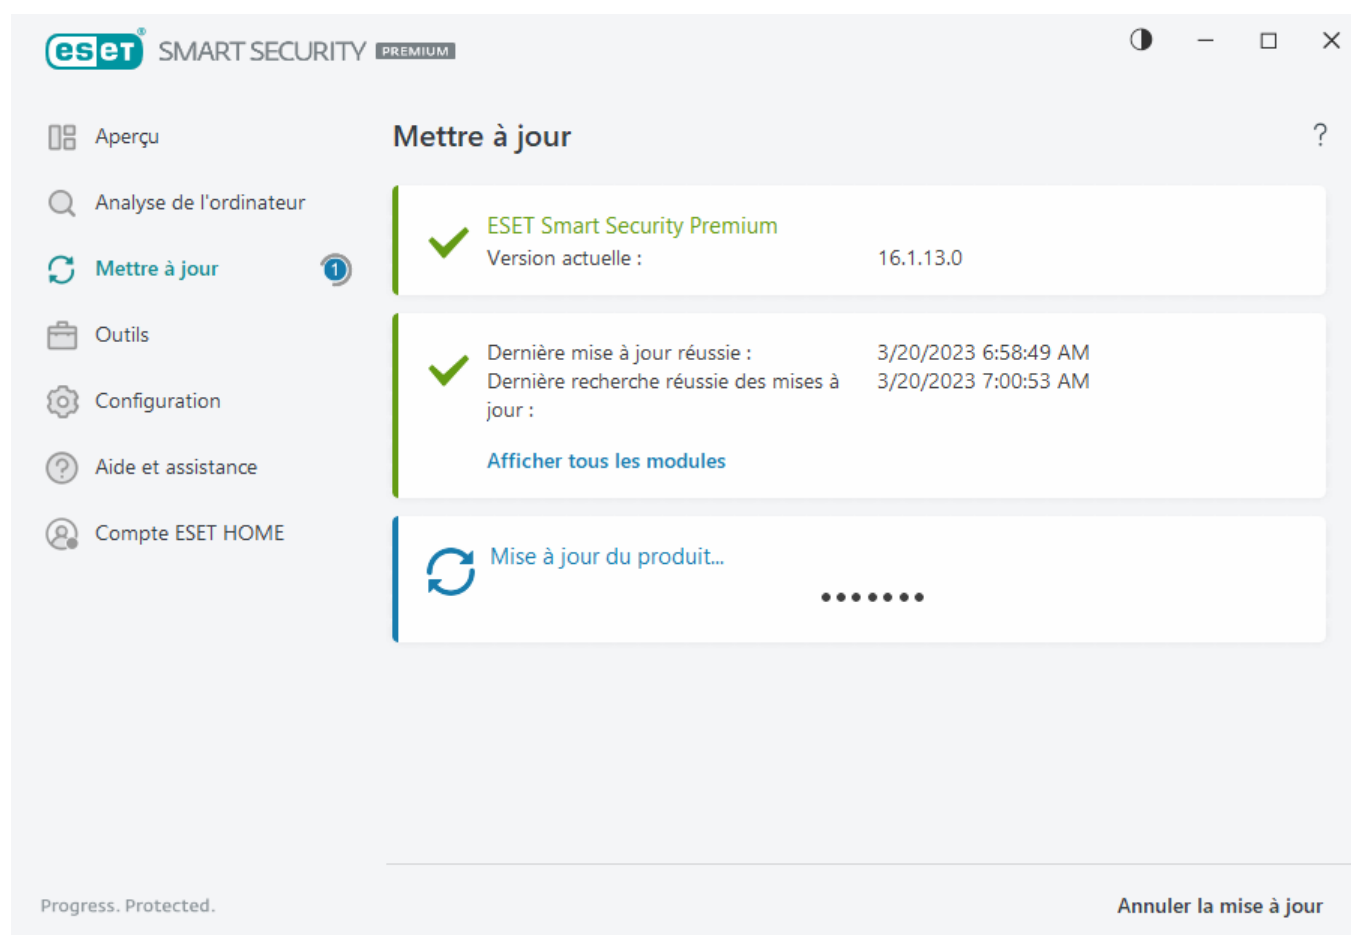 eset® SMART SECURITY PREMIUM
Aperçu
Analyse de l'ordinateur
Mettre à jour 1
Outils
Configuration
Aide et assistance
Compte ESET HOME
Mettre à jour ?
ESET Smart Security Premium
Version actuelle : 16.1.13.0
Dernière mise à jour réussie : 3/20/2023 6:58:49 AM
Dernière recherche réussie des mises à 3/20/2023 7:00:53 AM
jour :
Afficher tous les modules
Mise à jour du produit...
Progress. Protected.
Annuler la mise à jour